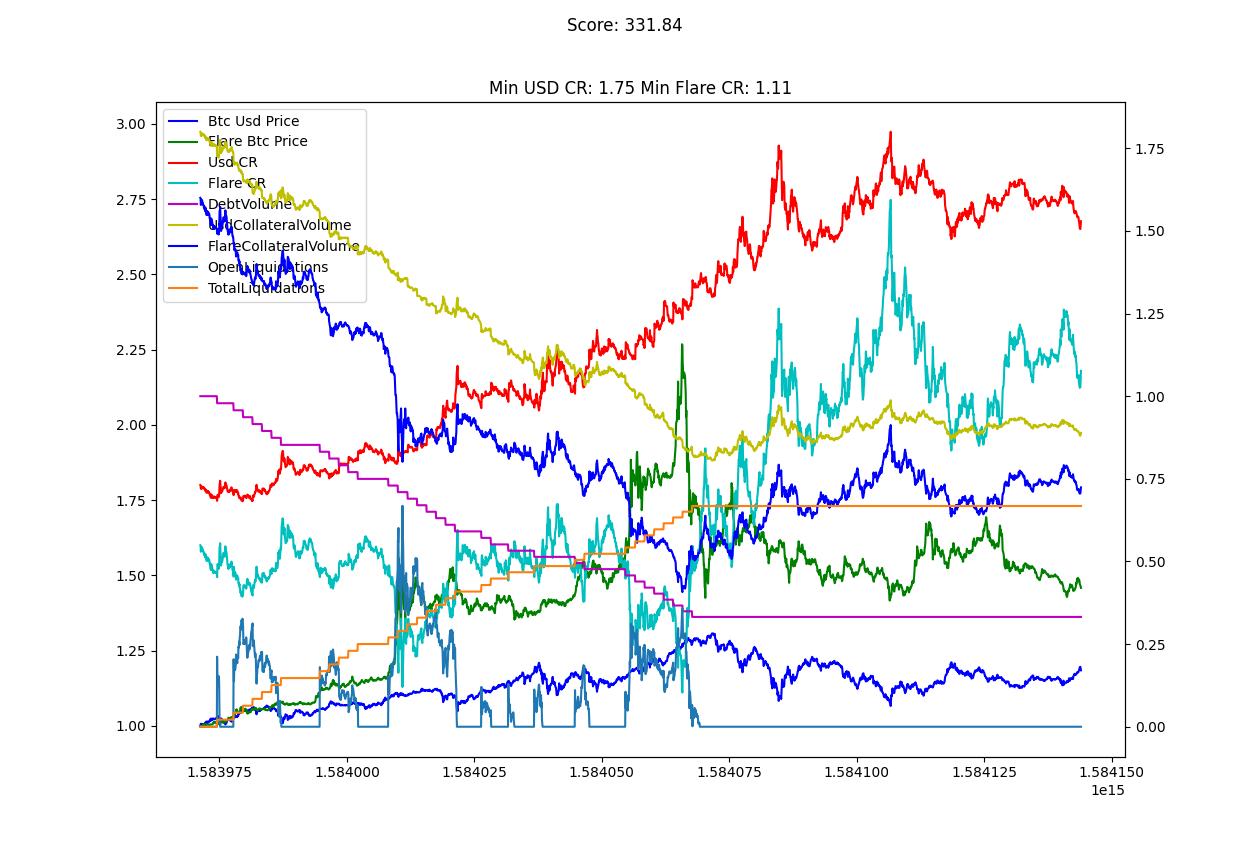 Score: 331.84
Min USD CR: 1.75 Min Flare CR: 1.11
Btc Usd Price
Flare Btc Price
Usd CR
Flare CR
DebtVolume
UsdCollateralVolume
FlareCollateralVolume
OpenLiquidations
TotalLiquidations
3.00
2.75
2.50
2.25
2.00
1.75
1.50
1.25
1.00
1.75
1.50
1.25
1.00
0.75
0.50
0.25
0.00
1.583975 1.584000 1.584025 1.584050 1.584075 1.584100 1.584125 1.584150
1e15